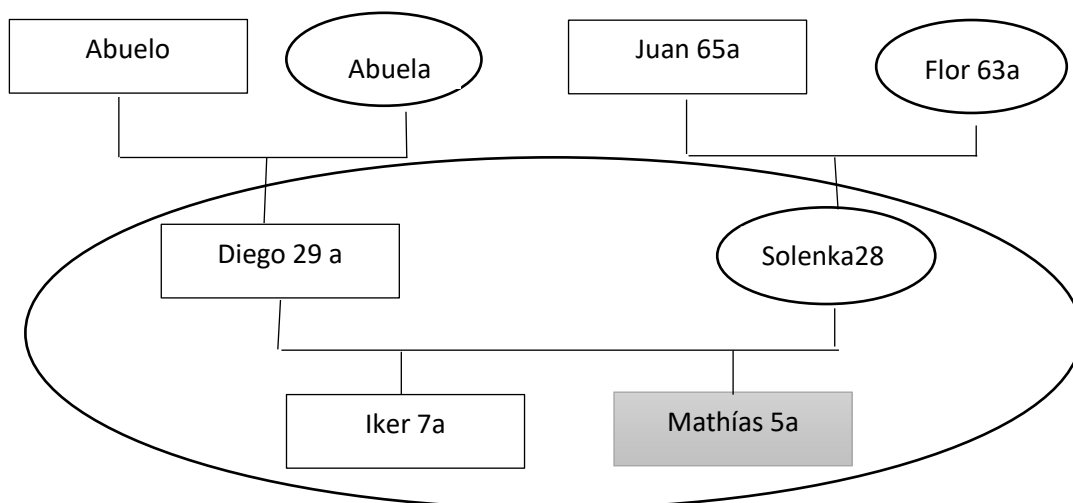 Abuelo
Abuela
Juan 65a
Flor 63a
Diego 29 a
Solenka28
Iker 7a
Mathías 5a